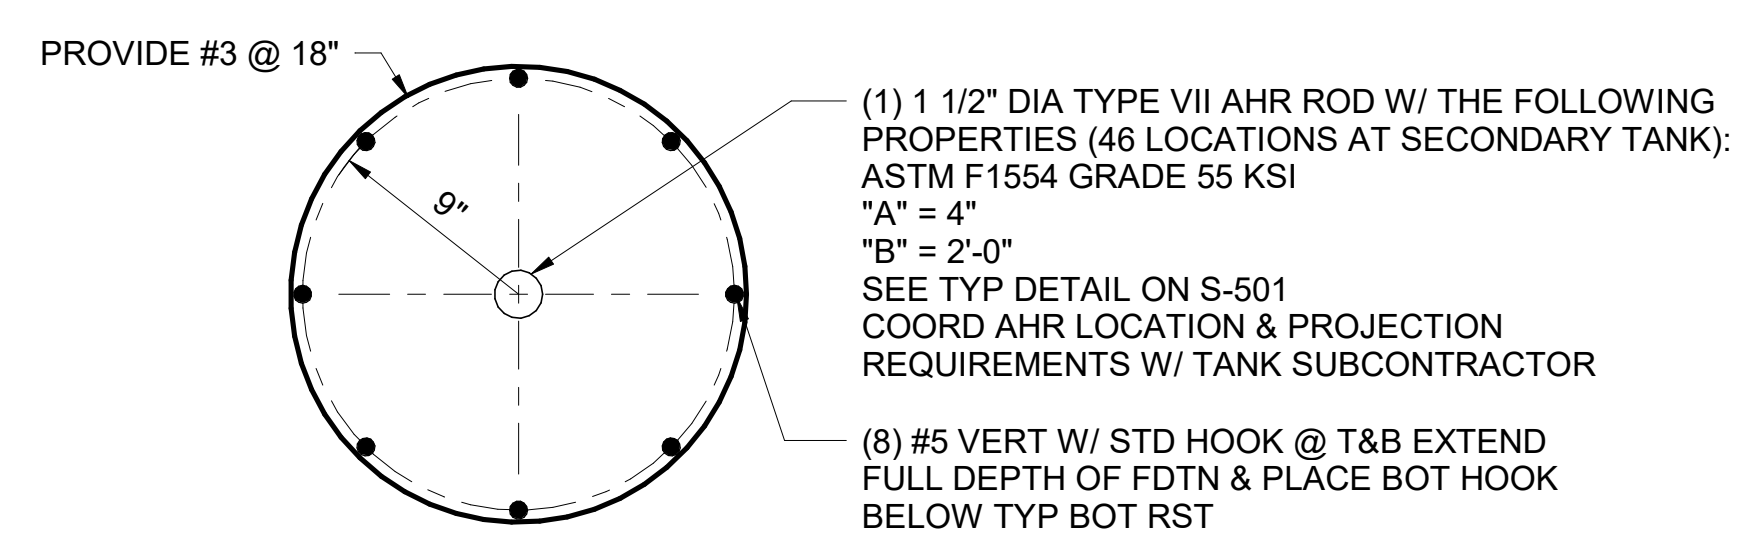 PROVIDE #3 @ 18"
(1) 1 1/2" DIA TYPE VII AHR ROD W/ THE FOLLOWING
PROPERTIES (46 LOCATIONS AT SECONDARY TANK):
ASTM F1554 GRADE 55 KSI
"A" = 4"
"B" = 2'-0"
SEE TYP DETAIL ON S-501
COORD AHR LOCATION & PROJECTION
REQUIREMENTS W/ TANK SUBCONTRACTOR
9"
(8) #5 VERT W/ STD HOOK @ T&B EXTEND
FULL DEPTH OF FDTN & PLACE BOT HOOK
BELOW TYP BOT RST